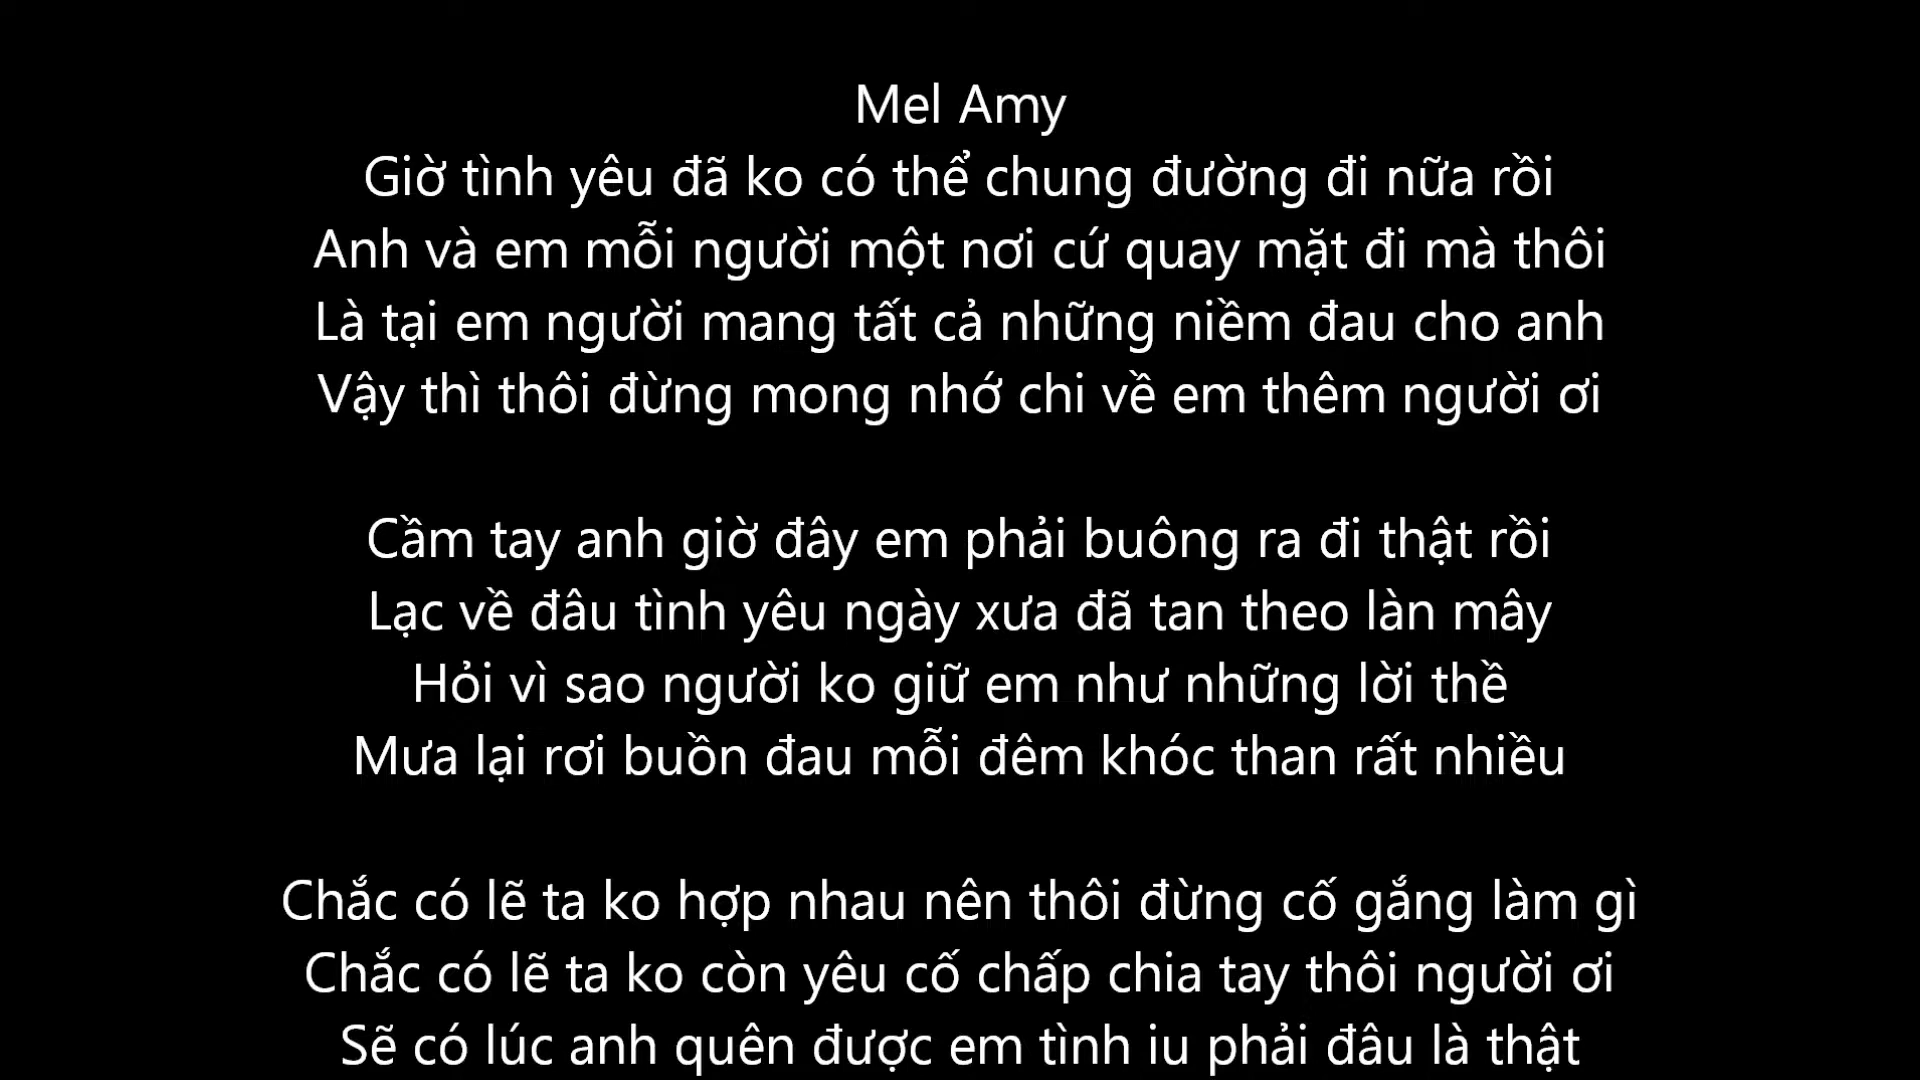 Mel Amy
Giờ tình yêu đã ko có thể chung đường đi nữa rồi
Anh và em mỗi người một nơi cứ quay mặt đi mà thôi
Là tại em người mang tất cả những niềm đau cho anh
Vậy thì thôi đừng mong nhớ chi về em thêm người ơi
Cầm tay anh giờ đây em phải buông ra đi thật rồi
Lạc về đâu tình yêu ngày xưa đã tan theo làn mây
Hỏi vì sao người ko giữ em như những lời thề
Mưa lại rơi buồn đau mỗi đêm khóc than rất nhiều
Chắc có lẽ ta ko hợp nhau nên thôi đừng cố gắng làm gì
Chắc có lẽ ta ko còn yêu cố chấp chia tay thôi người ơi
Sẽ có lúc anh quên được em tình iu phải đâu là thật